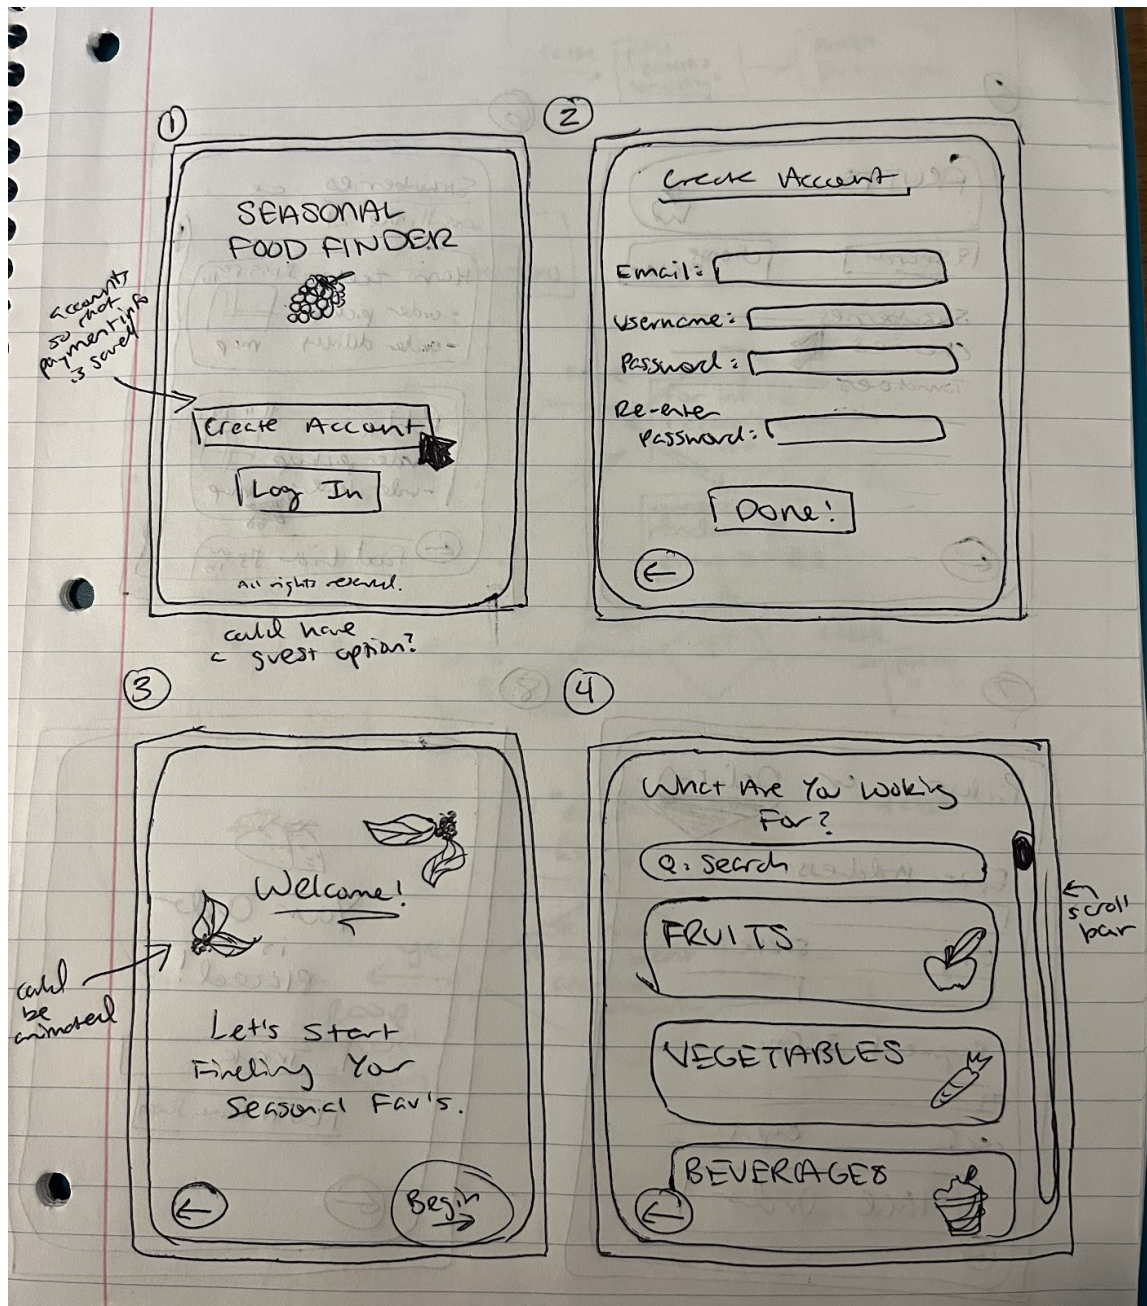 1
SEASONAL
FOOD FINDER
accounts
so that
payment info
is saved
Create Account
Log In
All rights reserved.
could have
a guest option?
2
Create Account
Email:
Username:
Password:
Re-enter
Password:
Done!
3
Welcome!
could
be
animated
Let's Start
Finding Your
Seasonal Fav's.
Begin
4
What Are You Looking
For?
Q: Search
scroll
bar
FRUITS
VEGETABLES
BEVERAGES